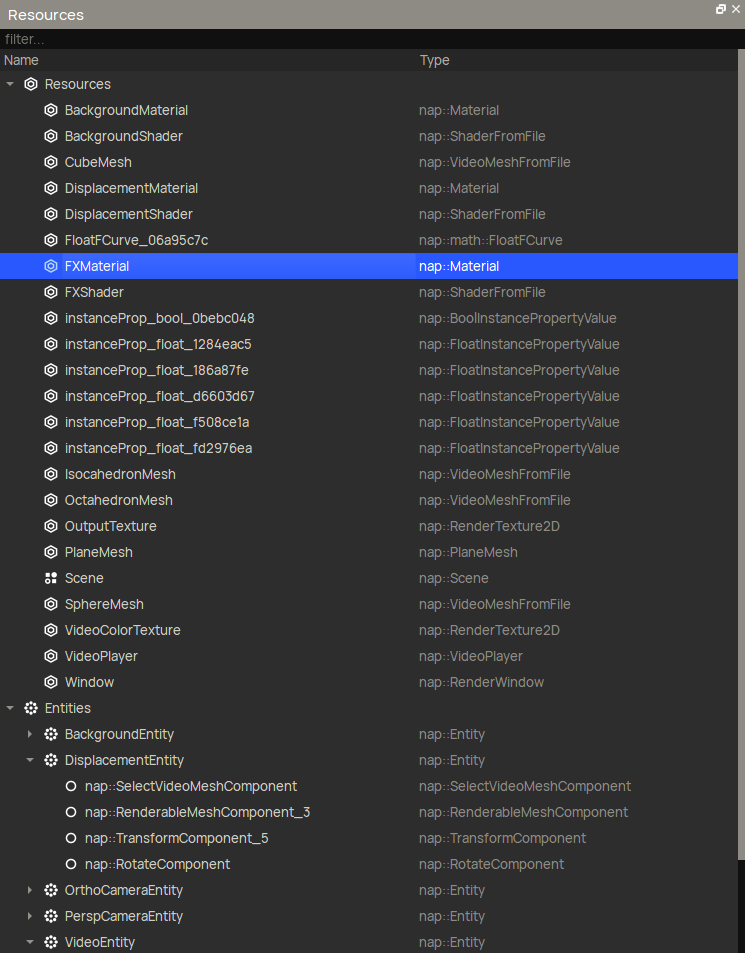 Resources
filter...
Name Type
Resources
BackgroundMaterial nap::Material
BackgroundShader nap::ShaderFromFile
CubeMesh nap::VideoMeshFromFile
DisplacementMaterial nap::Material
DisplacementShader nap::ShaderFromFile
FloatFCurve_06a95c7c nap::math::FloatFCurve
FXMaterial nap::Material
FXShader nap::ShaderFromFile
instanceProp_bool_0bebc048 nap::BoolInstancePropertyValue
instanceProp_float_1284eac5 nap::FloatInstancePropertyValue
instanceProp_float_186a87fe nap::FloatInstancePropertyValue
instanceProp_float_d6603d67 nap::FloatInstancePropertyValue
instanceProp_float_f508ce1a nap::FloatInstancePropertyValue
instanceProp_float_fd2976ea nap::FloatInstancePropertyValue
IsocahedronMesh nap::VideoMeshFromFile
OctahedronMesh nap::VideoMeshFromFile
OutputTexture nap::RenderTexture2D
PlaneMesh nap::PlaneMesh
Scene nap::Scene
SphereMesh nap::VideoMeshFromFile
VideoColorTexture nap::RenderTexture2D
VideoPlayer nap::VideoPlayer
Window nap::RenderWindow
Entities
BackgroundEntity nap::Entity
DisplacementEntity nap::Entity
nap::SelectVideoMeshComponent nap::SelectVideoMeshComponent
nap::RenderableMeshComponent_3 nap::RenderableMeshComponent
nap::TransformComponent_5 nap::TransformComponent
nap::RotateComponent nap::RotateComponent
OrthoCameraEntity nap::Entity
PerspCameraEntity nap::Entity
VideoEntity nap::Entity